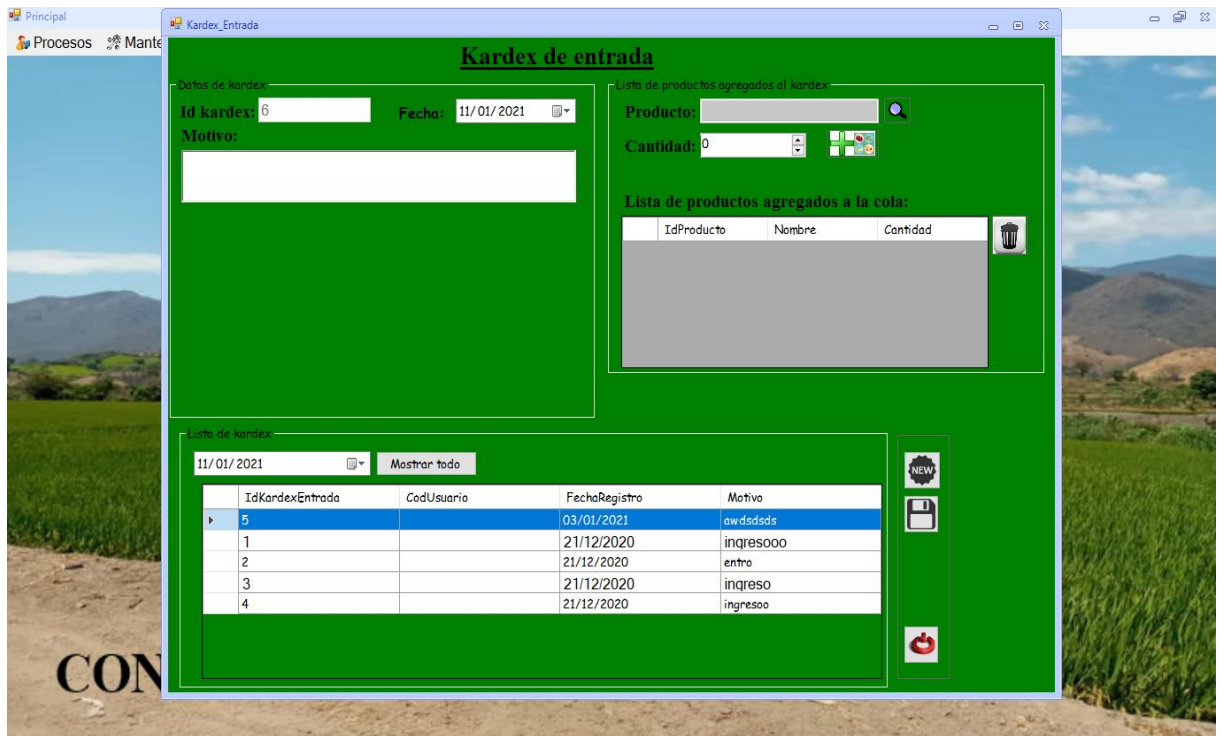 Principal
Procesos Mante
Kardex_Entrada
Kardex de entrada
Datos de kardex
Id kardex: 6 Fecha: 11/01/2021
Motivo:
Lista de productos agregados al kardex
Producto:
Cantidad: 0
Lista de productos agregados a la cola:
IdProducto Nombre Cantidad
Lista de kardex
11/01/2021 Mostrar todo
IdKardexEntrada CodUsuario FechaRegistro Motivo
5 03/01/2021 awdsdsds
1 21/12/2020 ingresooo
2 21/12/2020 entro
3 21/12/2020 ingreso
4 21/12/2020 ingresoo
NEW
CON